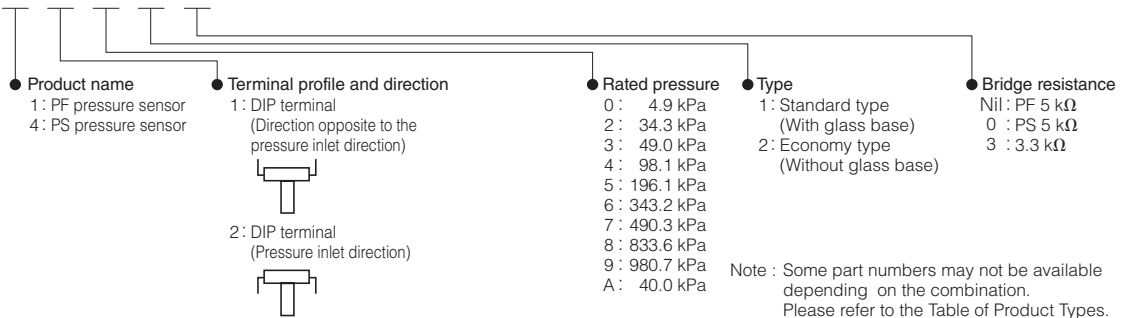 Product name
1 : PF pressure sensor
4 : PS pressure sensor
Terminal profile and direction
1 : DIP terminal
(Direction opposite to the
pressure inlet direction)
2 : DIP terminal
(Pressure inlet direction)
Rated pressure
0 : 4.9 kPa
2 : 34.3 kPa
3 : 49.0 kPa
4 : 98.1 kPa
5 : 196.1 kPa
6 : 343.2 kPa
7 : 490.3 kPa
8 : 833.6 kPa
9 : 980.7 kPa
A : 40.0 kPa
Type
1 : Standard type
(With glass base)
2 : Economy type
(Without glass base)
Bridge resistance
Nil : PF 5 kΩ
0 : PS 5 kΩ
3 : 3.3 kΩ
Note : Some part numbers may not be available
depending on the combination.
Please refer to the Table of Product Types.